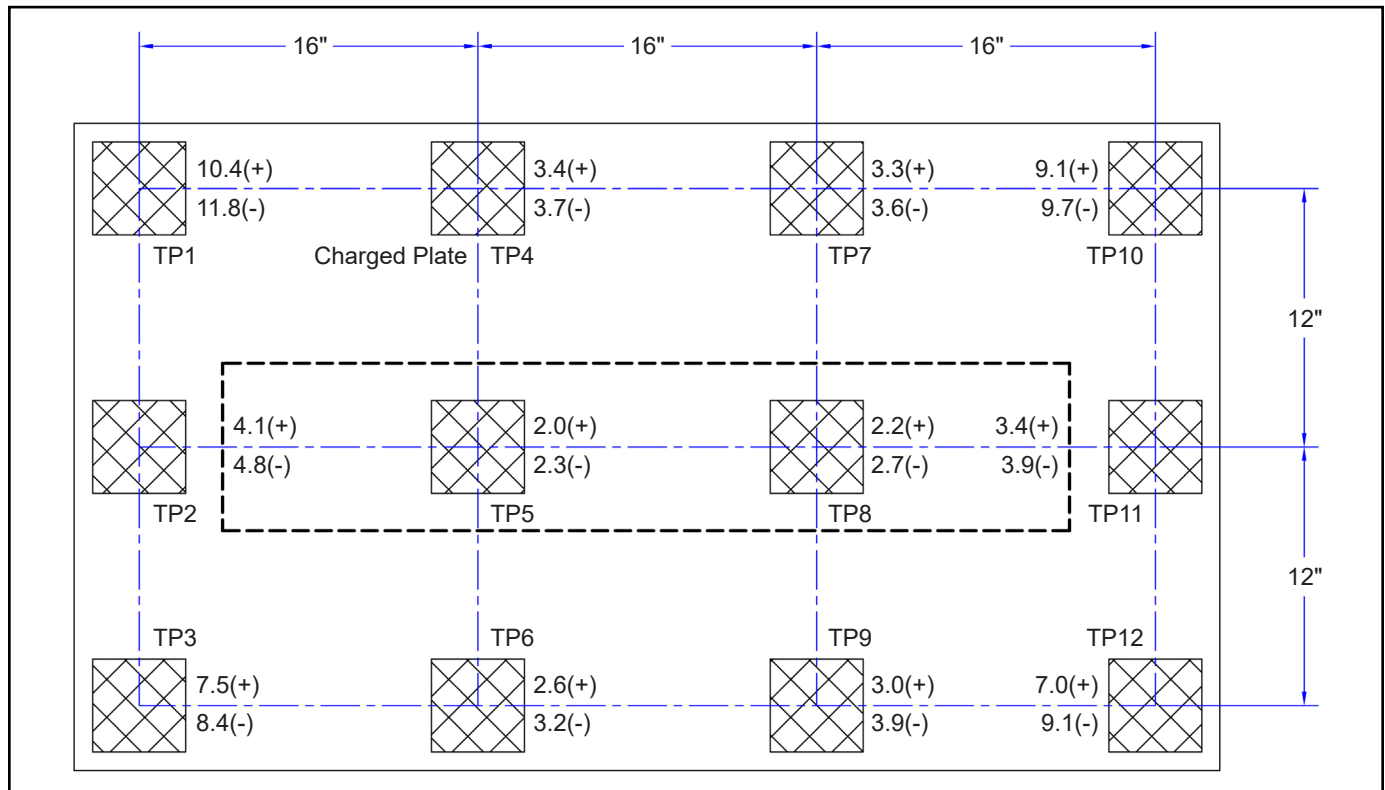 16" 16" 16"
10.4(+) 3.4(+) 3.3(+) 9.1(+)
11.8(-) 3.7(-) 3.6(-) 9.7(-)
TP1 Charged Plate TP4 TP7 TP10
12"
4.1(+) 2.0(+) 2.2(+) 3.4(+)
4.8(-) 2.3(-) 2.7(-) 3.9(-)
TP2 TP5 TP8 TP11
12"
TP3 TP6 TP9 TP12
7.5(+) 2.6(+) 3.0(+) 7.0(+)
8.4(-) 3.2(-) 3.9(-) 9.1(-)